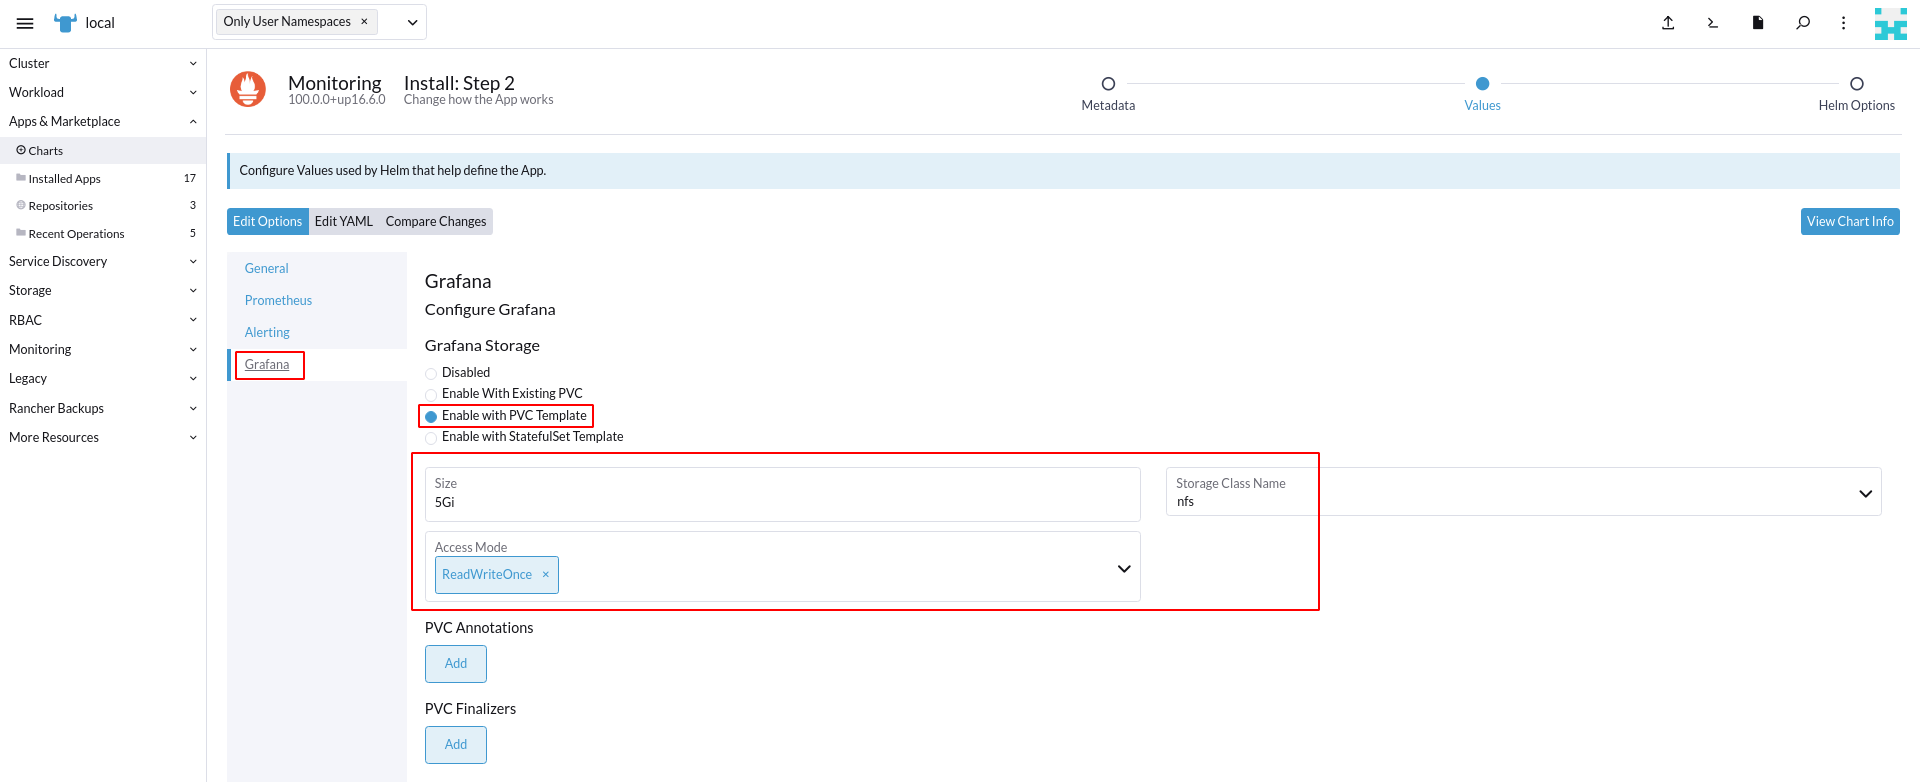 local
Only User Namespaces ×
Cluster
Workload
Apps & Marketplace
Charts
Installed Apps 17
Repositories 3
Recent Operations 5
Service Discovery
Storage
RBAC
Monitoring
Legacy
Rancher Backups
More Resources
Monitoring
100.0.0+up16.6.0
Install: Step 2
Change how the App works
Metadata
Values
Helm Options
Configure Values used by Helm that help define the App.
Edit Options Edit YAML Compare Changes
View Chart Info
General
Prometheus
Alerting
Grafana
Grafana
Configure Grafana
Grafana Storage
Disabled
Enable With Existing PVC
Enable with PVC Template
Enable with StatefulSet Template
Size
5Gi
Storage Class Name
nfs
Access Mode
ReadWriteOnce ×
PVC Annotations
Add
PVC Finalizers
Add